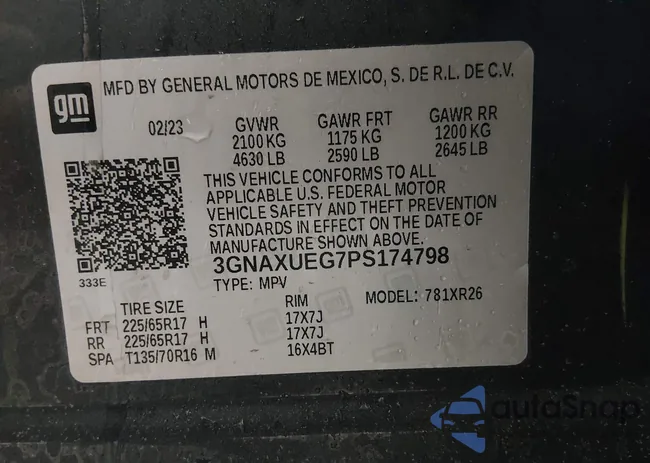 gm
MFD BY GENERAL MOTORS DE MEXICO, S. DE R.L. DE C.V.
02/23 GVWR GAWR FRT GAWR RR
2100 KG 1175 KG 1200 KG
4630 LB 2590 LB 2645 LB
THIS VEHICLE CONFORMS TO ALL
APPLICABLE U.S. FEDERAL MOTOR
VEHICLE SAFETY AND THEFT PREVENTION
STANDARDS IN EFFECT ON THE DATE OF
MANUFACTURE SHOWN ABOVE.
333E 3GNAXUEG7PS174798
TYPE: MPV MODEL: 781XR26
TIRE SIZE RIM
FRT 225/65R17 H 17X7J
RR 225/65R17 H 17X7J
SPA T135/70R16 M 16X4BT
autoSnap
by CarsFromWest